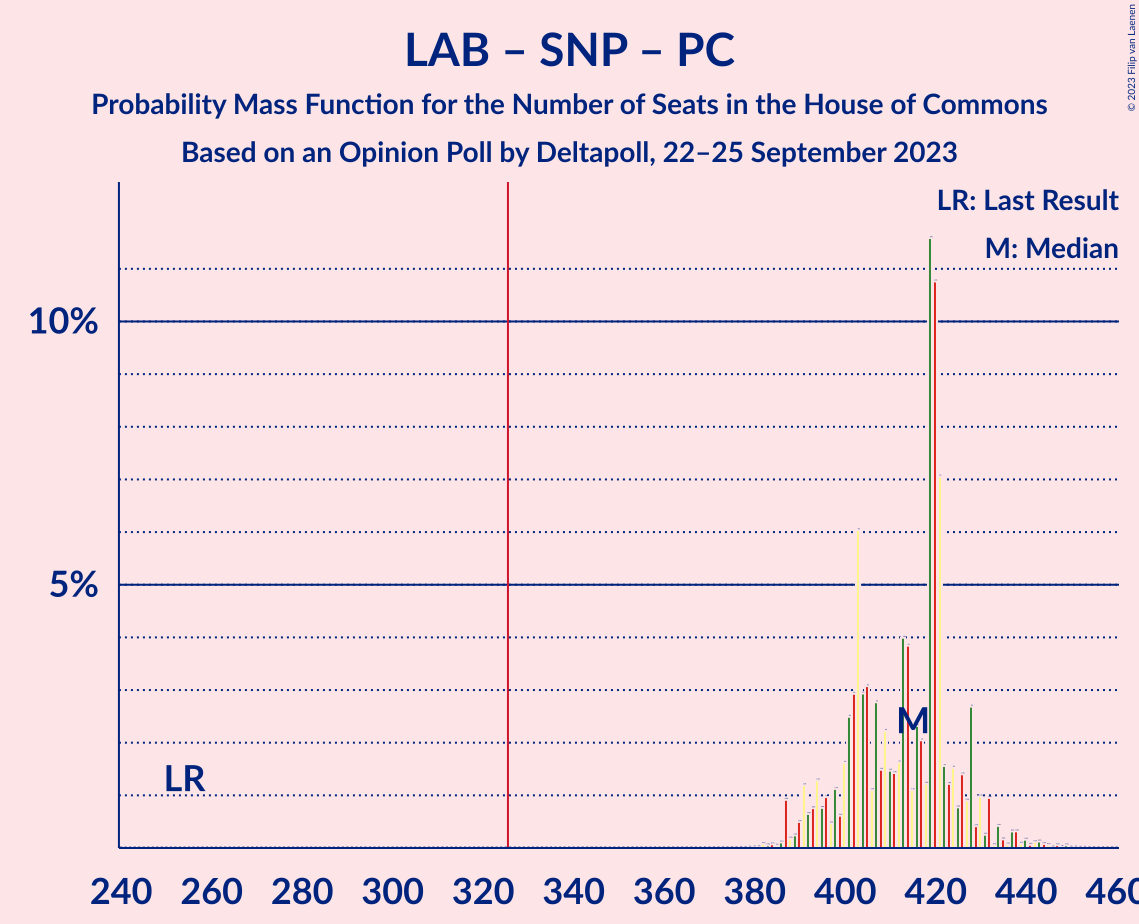 LAB – SNP – PC
Probability Mass Function for the Number of Seats in the House of Commons
Based on an Opinion Poll by Deltapoll, 22–25 September 2023
© 2023 Filip van Laenen
LR: Last Result
M: Median
10%
5%
M
LR
240 260 280 300 320 340 360 380 400 420 440 460